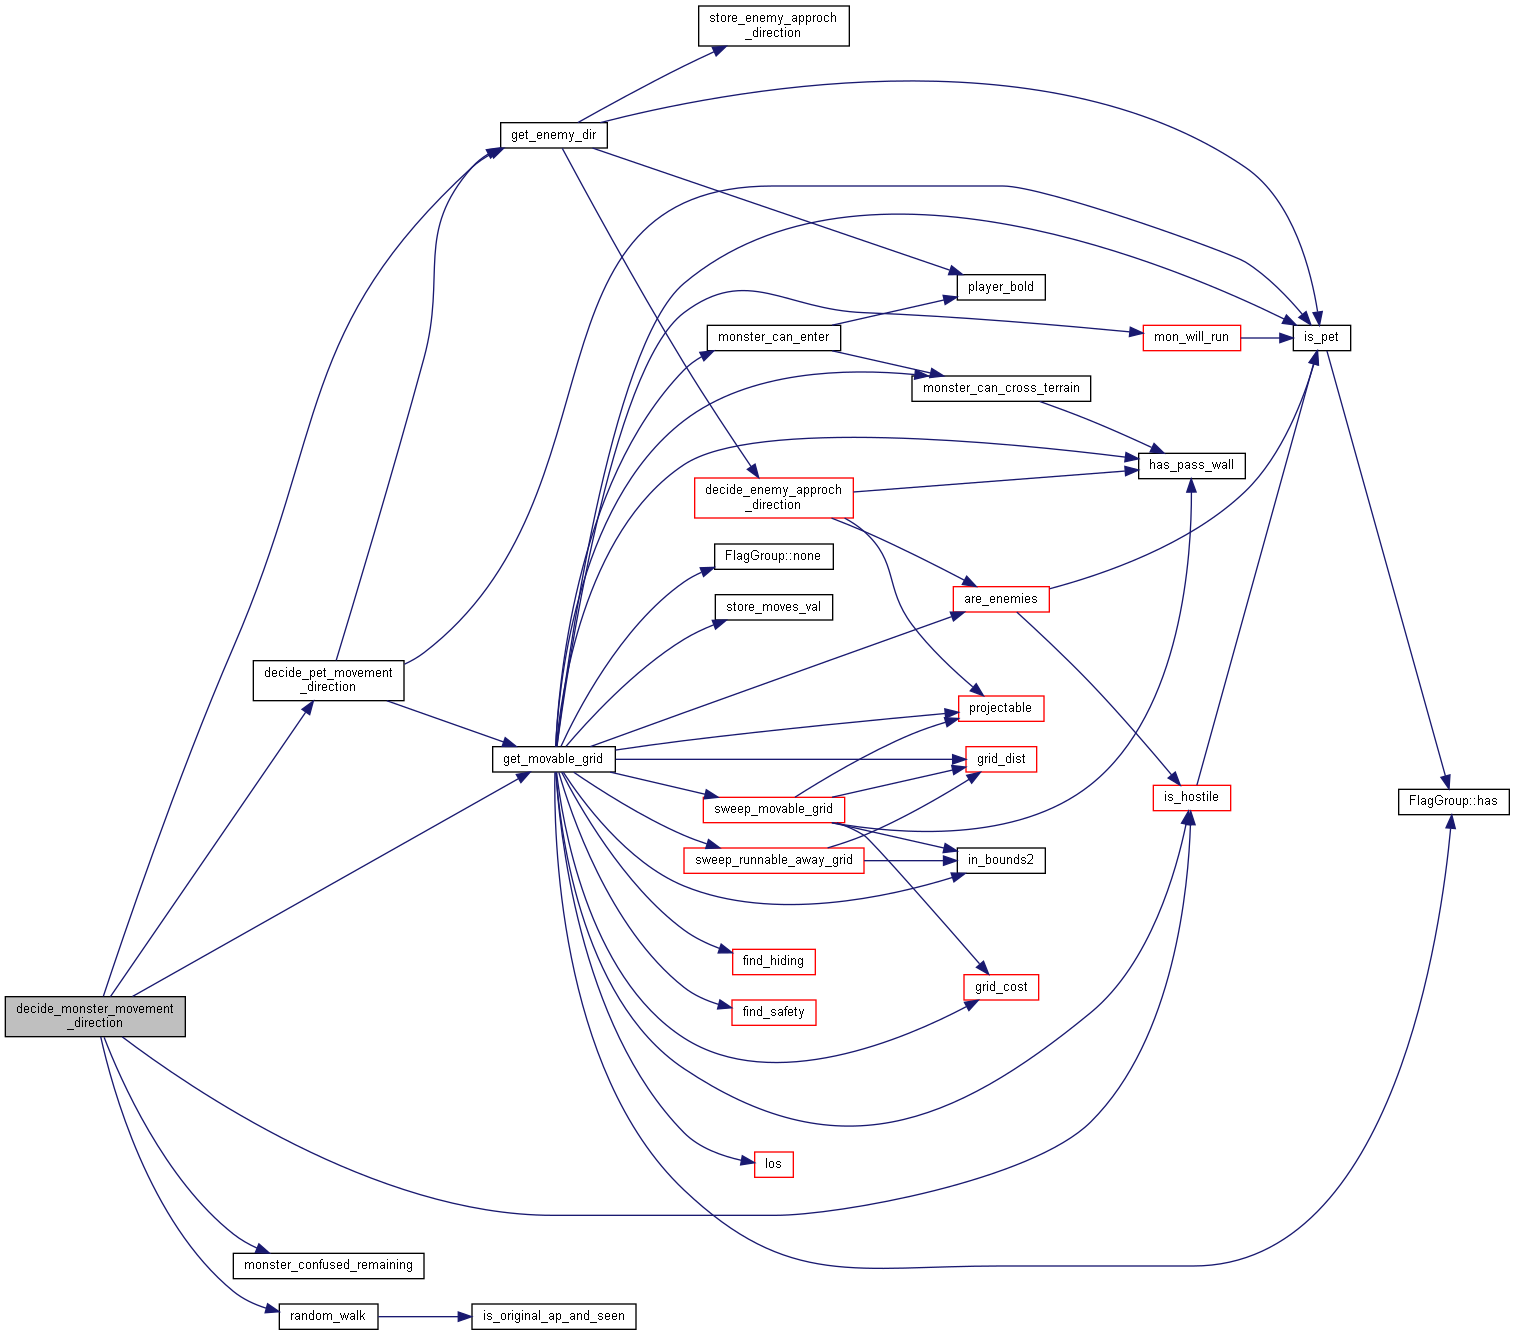 store_enemy_approch
_direction
get_enemy_dir
player_bold
monster_can_enter
mon_will_run
is_pet
monster_can_cross_terrain
has_pass_wall
decide_enemy_approch
_direction
FlagGroup::none
are_enemies
store_moves_val
decide_pet_movement
_direction
projectable
get_movable_grid
grid_dist
is_hostile
FlagGroup::has
sweep_movable_grid
sweep_runnable_away_grid
in_bounds2
find_hiding
grid_cost
find_safety
decide_monster_movement
_direction
los
monster_confused_remaining
random_walk
is_original_ap_and_seen